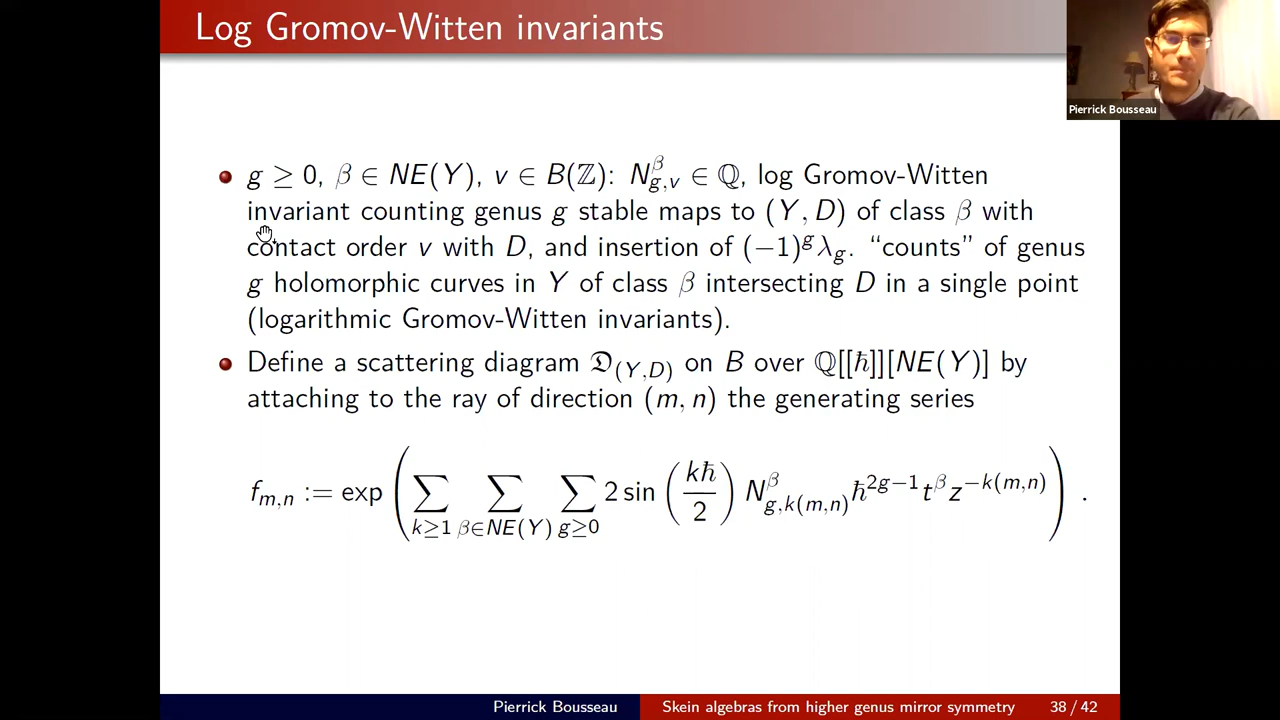 Log Gromov-Witten invariants
Pierrick Bousseau
g ≥ 0, β ∈ NE(Y), v ∈ B(ℤ): N^β_{g,v} ∈ ℚ, log Gromov-Witten
invariant counting genus g stable maps to (Y, D) of class β with
contact order v with D, and insertion of (−1)^g λ_g. “counts” of genus
g holomorphic curves in Y of class β intersecting D in a single point
(logarithmic Gromov-Witten invariants).
Define a scattering diagram 𝔇_{(Y,D)} on B over ℚ[[ℏ]][NE(Y)] by
attaching to the ray of direction (m, n) the generating series
f_{m,n} := exp ( ∑_{k≥1} ∑_{β∈NE(Y)} ∑_{g≥0} 2 sin (kℏ/2) N^β_{g,k(m,n)} ℏ^{2g−1} t^β z^{−k(m,n)} ) .
Pierrick Bousseau Skein algebras from higher genus mirror symmetry 38 / 42